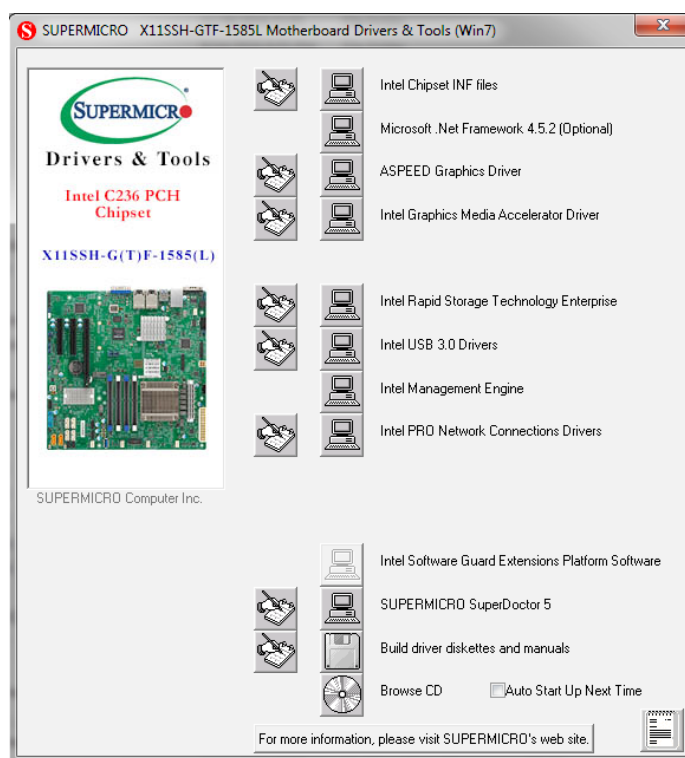 SUPERMICRO X11SSH-GTF-1585L Motherboard Drivers & Tools (Win7)
SUPERMICR
Drivers & Tools
Intel C236 PCH
Chipset
X11SSH-G(T)F-1585(L)
SUPERMICRO Computer Inc.
Intel Chipset INF files
Microsoft .Net Framework 4.5.2 (Optional)
ASPEED Graphics Driver
Intel Graphics Media Accelerator Driver
Intel Rapid Storage Technology Enterprise
Intel USB 3.0 Drivers
Intel Management Engine
Intel PRO Network Connections Drivers
Intel Software Guard Extensions Platform Software
SUPERMICRO SuperDoctor 5
Build driver diskettes and manuals
Browse CD
Auto Start Up Next Time
For more information, please visit SUPERMICRO's web site.